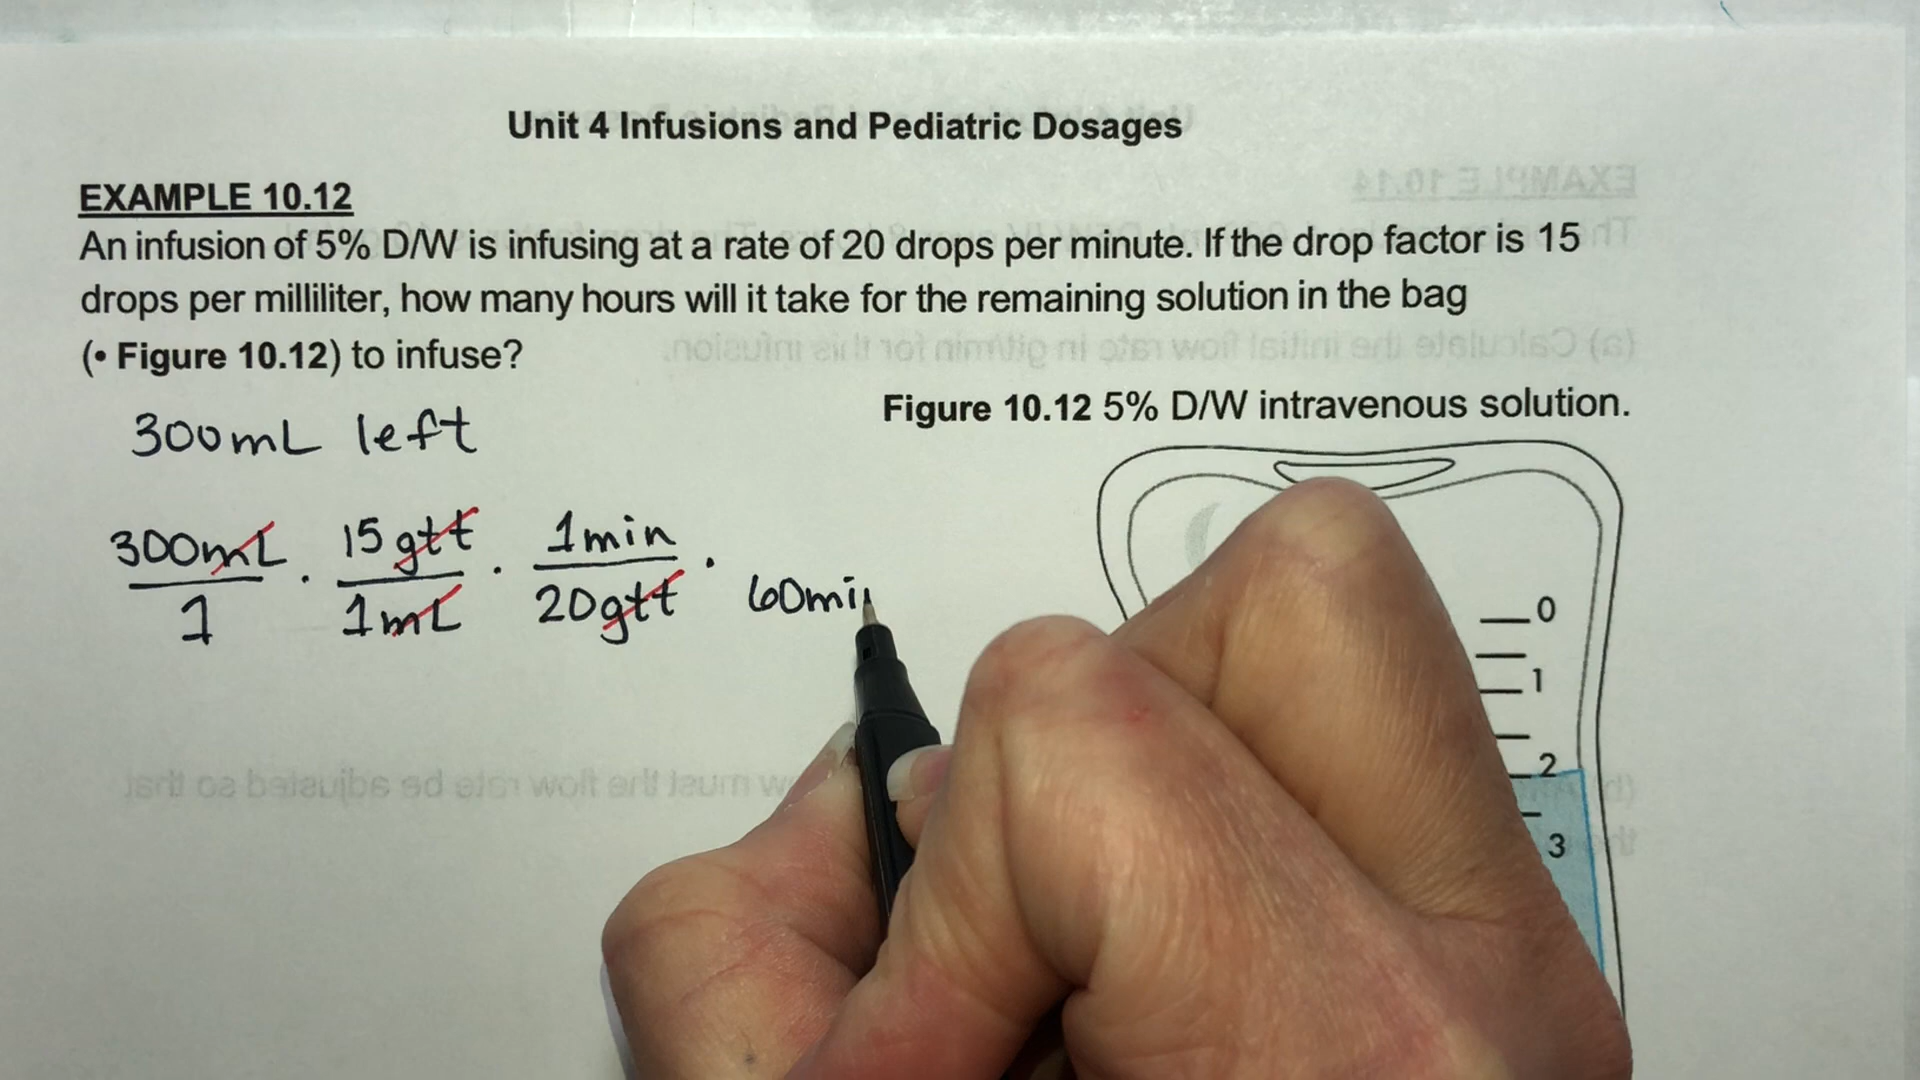 Unit 4 Infusions and Pediatric Dosages
EXAMPLE 10.12
An infusion of 5% D/W is infusing at a rate of 20 drops per minute. If the drop factor is 15
drops per milliliter, how many hours will it take for the remaining solution in the bag
(• Figure 10.12) to infuse?
Figure 10.12 5% D/W intravenous solution.
300mL left
300mL · 15gtt · 1min ·
1 1mL 20gtt 60min
0
1
2
3